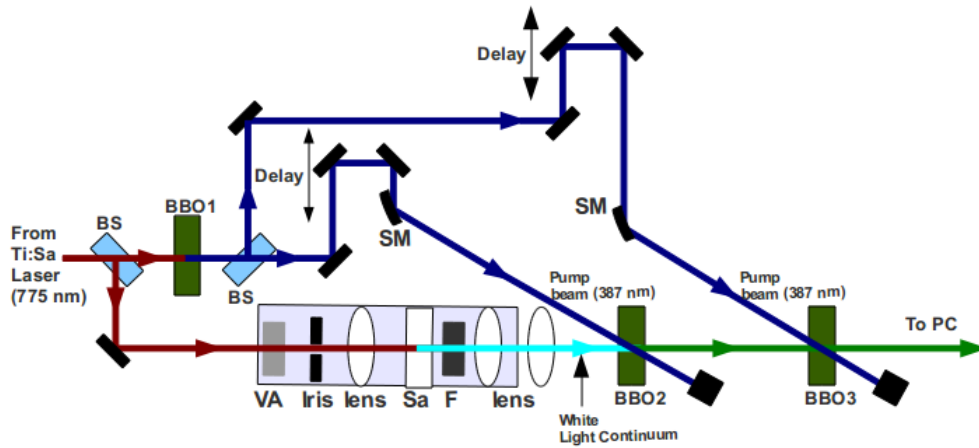 Delay
Delay
BS
BBO1
SM
SM
From
Ti:Sa
Laser
(775 nm)
BS
Pump
beam (387 nm)
Pump
beam (387 nm)
To PC
VA
Iris
lens
Sa
F
lens
BBO2
BBO3
White
Light Continuum